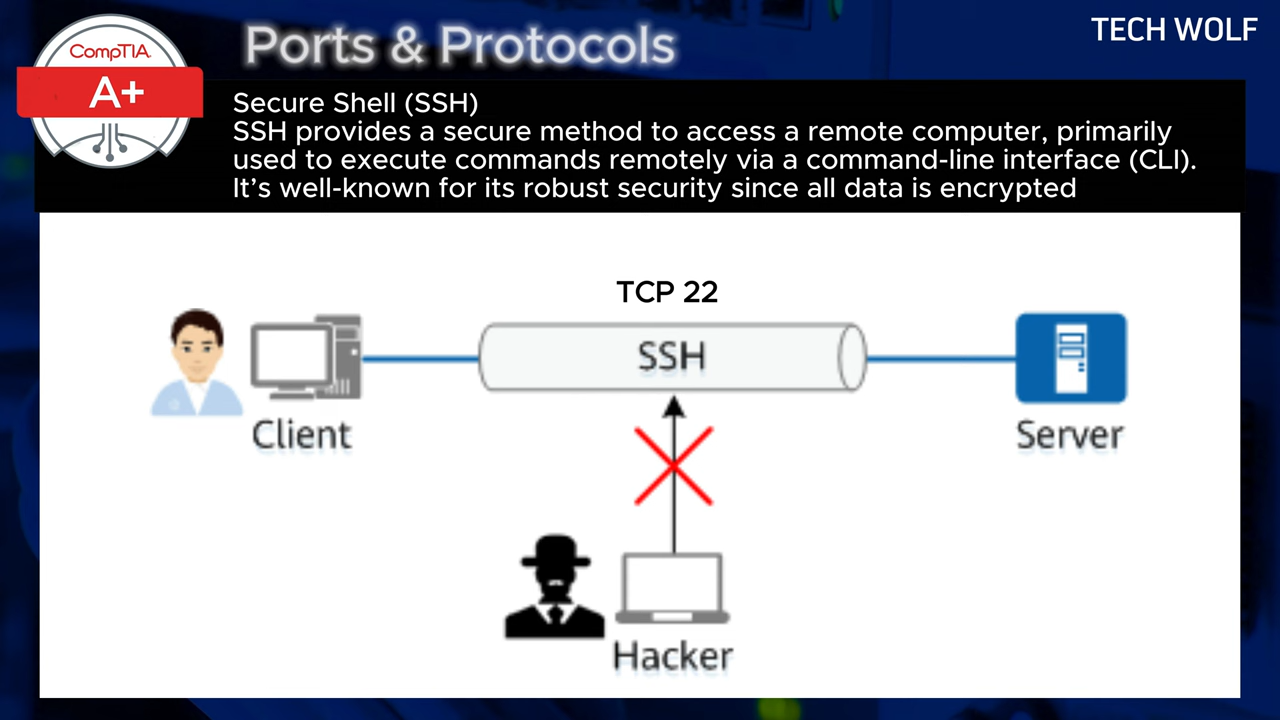 CompTIA.
A+
Ports & Protocols
TECH WOLF
Secure Shell (SSH)
SSH provides a secure method to access a remote computer, primarily
used to execute commands remotely via a command-line interface (CLI).
It’s well-known for its robust security since all data is encrypted
TCP 22
SSH
Client
Server
Hacker